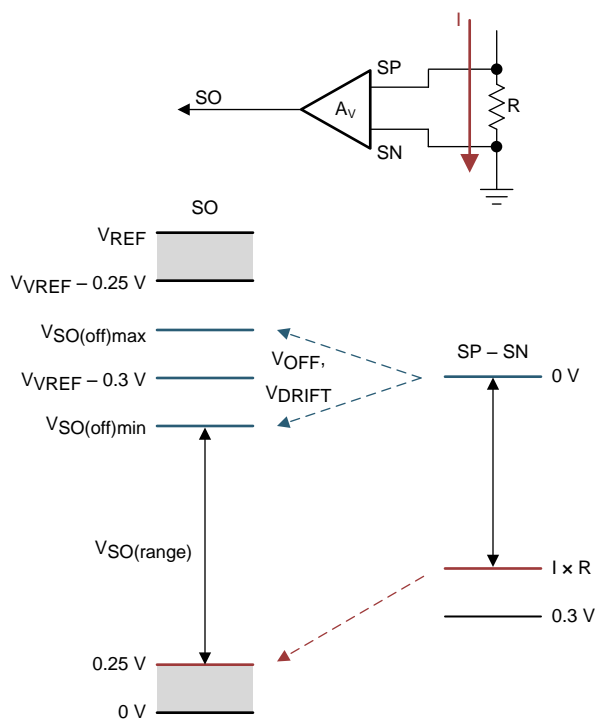 I
SP
SO
AV
R
SN
SO
VREF
VVREF – 0.25 V
VSO(off)max
VOFF,
SP – SN
VVREF – 0.3 V
0 V
VDRIFT
VSO(off)min
VSO(range)
I × R
0.3 V
0.25 V
0 V